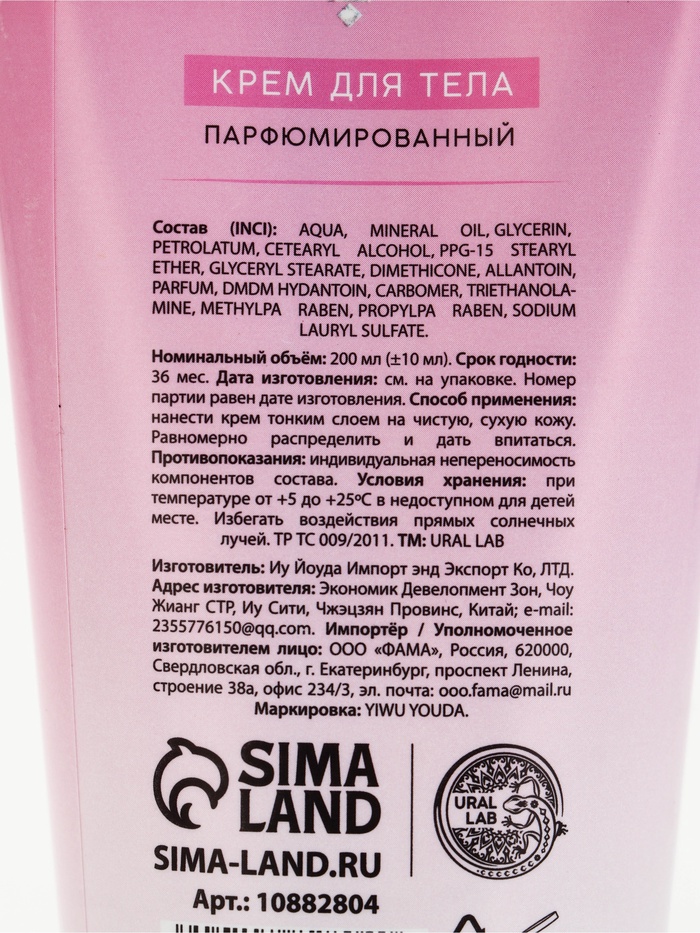 КРЕМ ДЛЯ ТЕЛА
ПАРФЮМИРОВАННЫЙ
Состав (INCI): AQUA, MINERAL OIL, GLYCERIN,
PETROLATUM, CETEARYL ALCOHOL, PPG-15 STEARYL
ETHER, GLYCERYL STEARATE, DIMETHICONE, ALLANTOIN,
PARFUM, DMDM HYDANTOIN, CARBOMER, TRIETHANOLA-
MINE, METHYLPA RABEN, PROPYLPA RABEN, SODIUM
LAURYL SULFATE.
Номинальный объём: 200 мл (±10 мл). Срок годности:
36 мес. Дата изготовления: см. на упаковке. Номер
партии равен дате изготовления. Способ применения:
нанести крем тонким слоем на чистую, сухую кожу.
Равномерно распределить и дать впитаться.
Противопоказания: индивидуальная непереносимость
компонентов состава. Условия хранения: при
температуре от +5 до +25ºC в недоступном для детей
месте. Избегать воздействия прямых солнечных
лучей. ТР ТС 009/2011. ТМ: URAL LAB
Изготовитель: Иу Йоуда Импорт энд Экспорт Ко, ЛТД.
Адрес изготовителя: Экономик Девелопмент Зон, Чоу
Жианг СТР, Иу Сити, Чжэцзян Провинс, Китай; e-mail:
2355776150@qq.com. Импортёр / Уполномоченное
изготовителем лицо: ООО «ФАМА», Россия, 620000,
Свердловская обл., г. Екатеринбург, проспект Ленина,
строение 38а, офис 234/3, эл. почта: ooo.fama@mail.ru
Маркировка: YIWU YOUDA.
SIMA
LAND
URAL
LAB
SIMA-LAND.RU
Арт.: 10882804